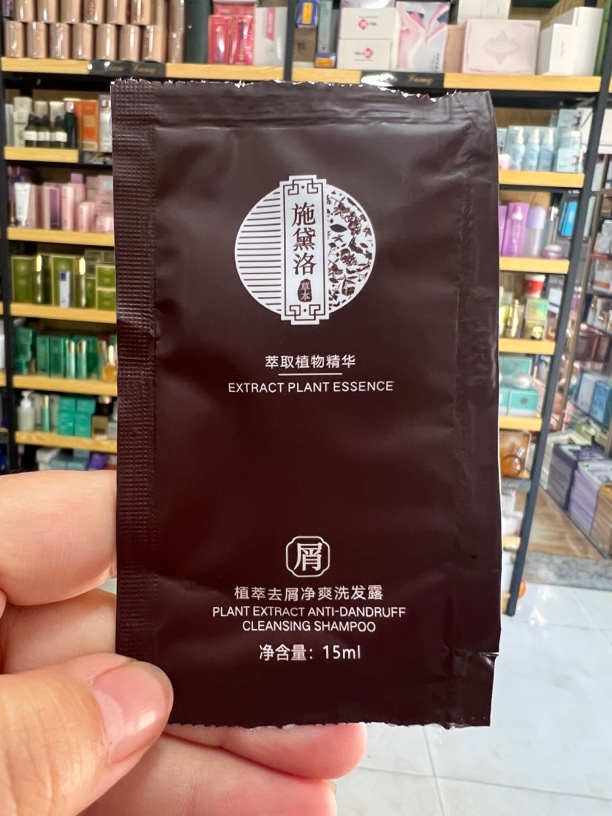 施黛洛
草本
萃取植物精华
EXTRACT PLANT ESSENCE
屑
植萃去屑净爽洗发露
PLANT EXTRACT ANTI-DANDRUFF
CLEANSING SHAMPOO
净含量：15ml